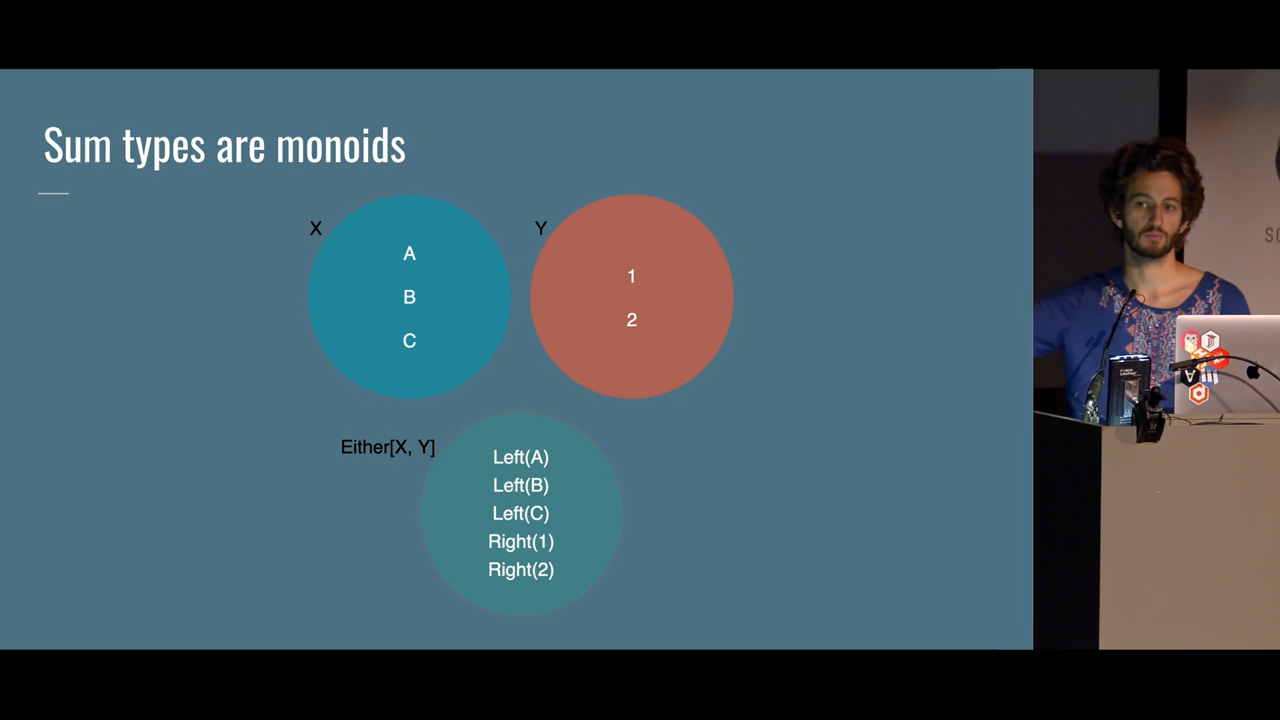 Sum types are monoids
X
A
B
C
Y
1
2
Either[X, Y]
Left(A)
Left(B)
Left(C)
Right(1)
Right(2)